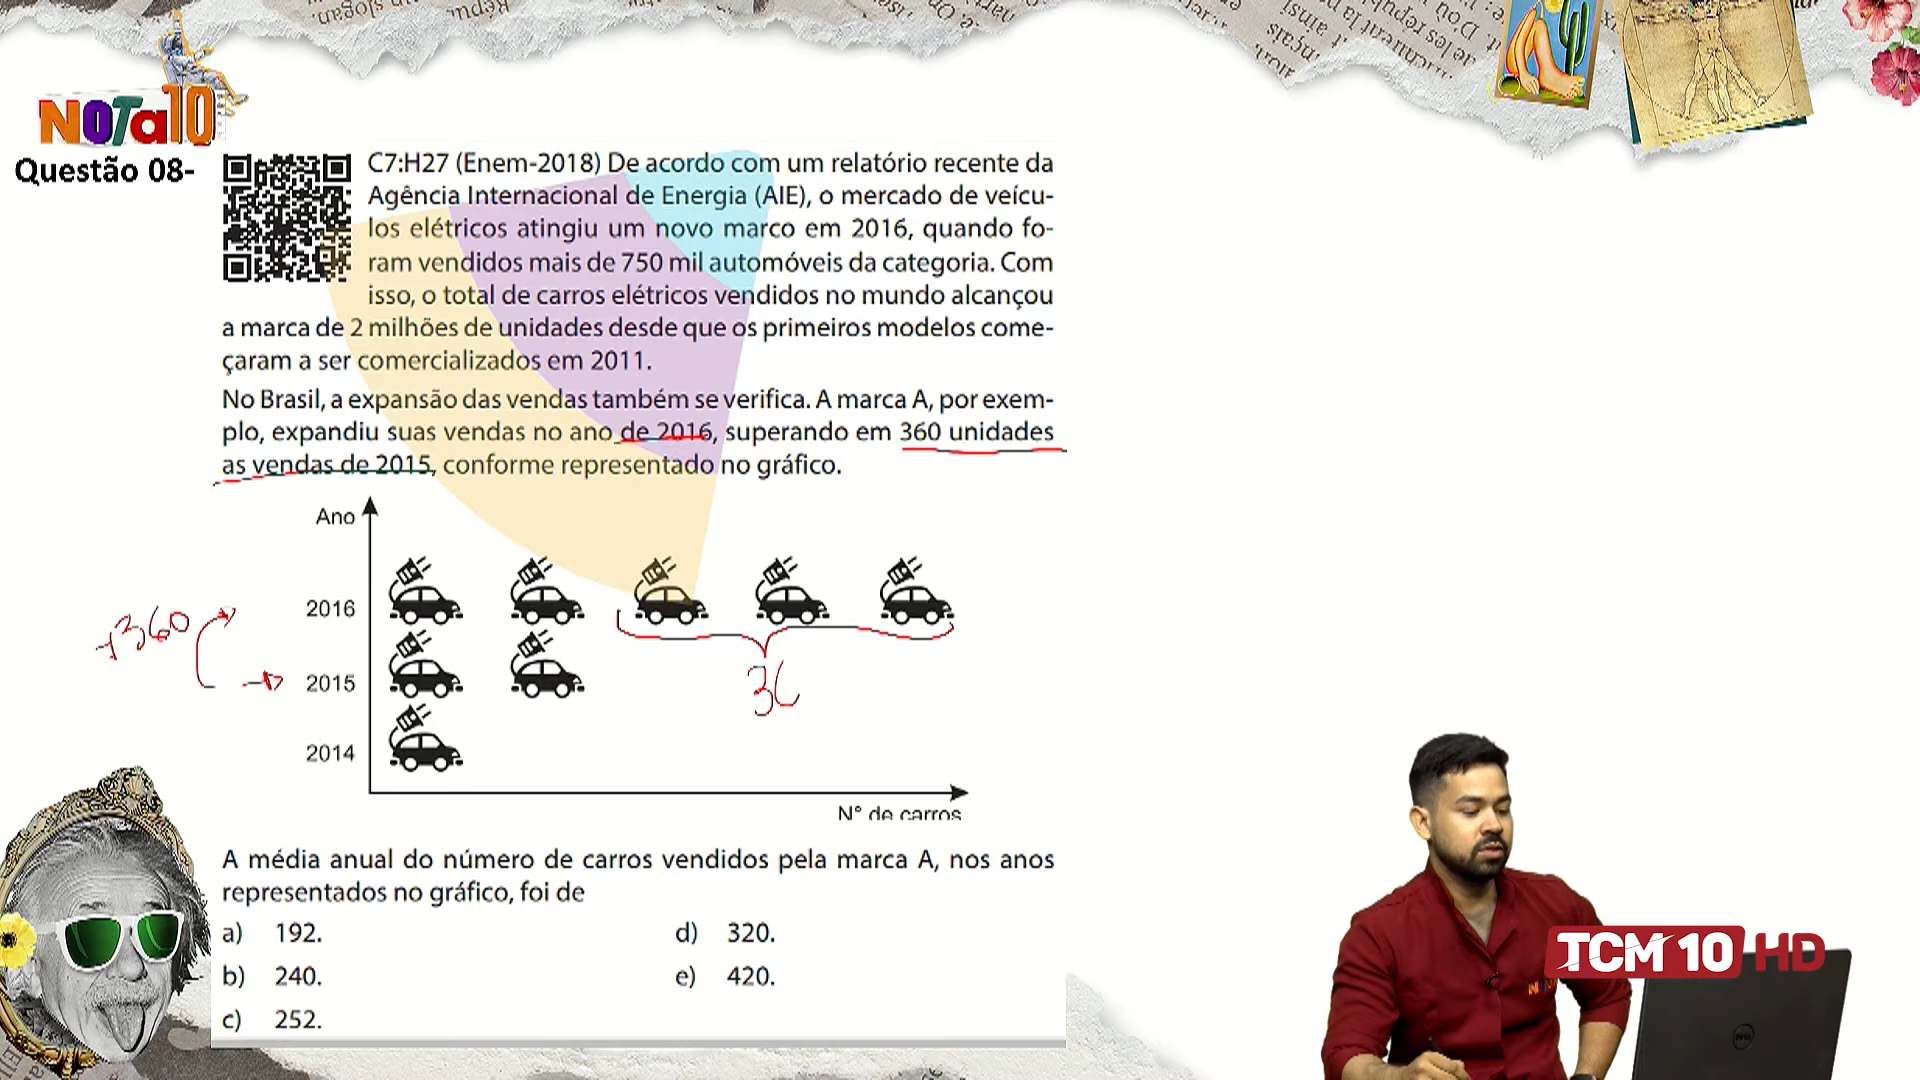 NOTa10
Questão 08-
C7:H27 (Enem-2018) De acordo com um relatório recente da
Agência Internacional de Energia (AIE), o mercado de veícu-
los elétricos atingiu um novo marco em 2016, quando fo-
ram vendidos mais de 750 mil automóveis da categoria. Com
isso, o total de carros elétricos vendidos no mundo alcançou
a marca de 2 milhões de unidades desde que os primeiros modelos come-
çaram a ser comercializados em 2011.
No Brasil, a expansão das vendas também se verifica. A marca A, por exem-
plo, expandiu suas vendas no ano de 2016, superando em 360 unidades
as vendas de 2015, conforme representado no gráfico.
Ano
2016
+360
2015
36
2014
N° de carros
A média anual do número de carros vendidos pela marca A, nos anos
representados no gráfico, foi de
a) 192.
d) 320.
b) 240.
e) 420.
c) 252.
TCM 10 HD
DELL